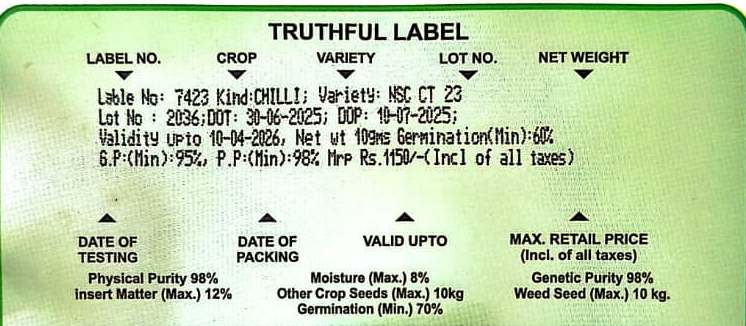 TRUTHFUL LABEL
LABEL NO. CROP VARIETY LOT NO. NET WEIGHT
Lable No: 7423 Kind:CHILLI; Variety: NSC CT 23
Lot No : 2036;DOT: 30-06-2025; DOP: 10-07-2025;
Validity upto 10-04-2026, Net wt 10gms Germination(Min):60%
G.P:(Min):95%, P.P:(Min):98% Mrp Rs.1150/-(Incl of all taxes)
DATE OF TESTING DATE OF PACKING VALID UPTO MAX. RETAIL PRICE
(Incl. of all taxes)
Physical Purity 98% Moisture (Max.) 8% Genetic Purity 98%
Insert Matter (Max.) 12% Other Crop Seeds (Max.) 10kg Weed Seed (Max.) 10 kg.
Germination (Min.) 70%